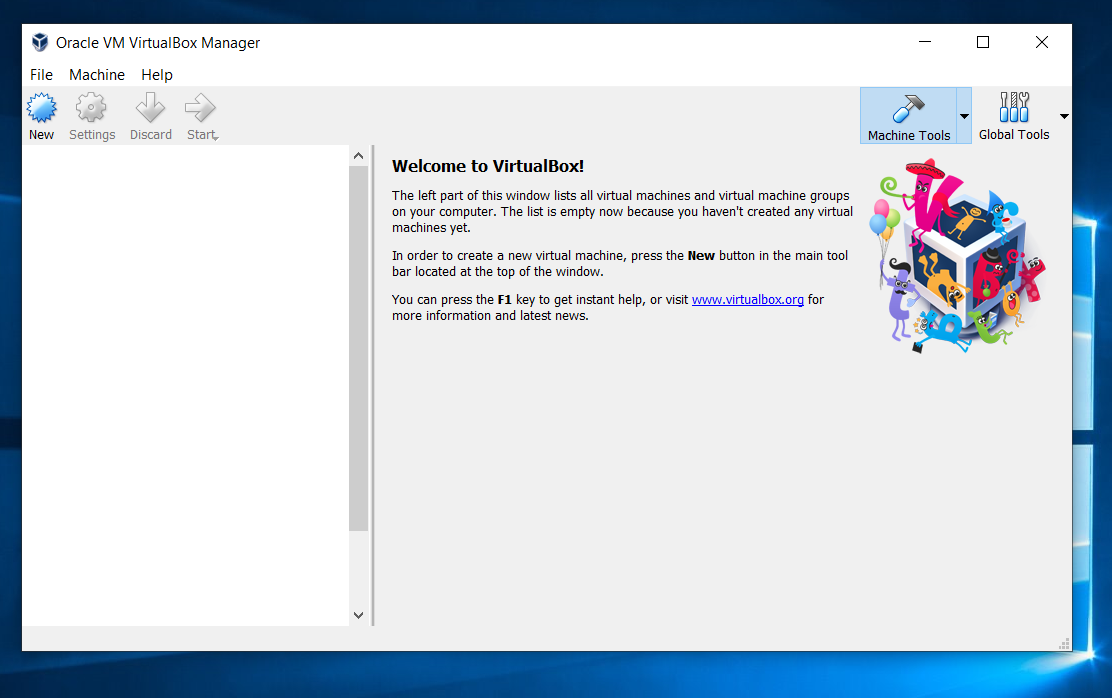 Oracle VM VirtualBox Manager
File Machine Help
New Settings Discard Start
Machine Tools Global Tools
Welcome to VirtualBox!
The left part of this window lists all virtual machines and virtual machine groups
on your computer. The list is empty now because you haven't created any virtual
machines yet.
In order to create a new virtual machine, press the New button in the main tool
bar located at the top of the window.
You can press the F1 key to get instant help, or visit www.virtualbox.org for
more information and latest news.